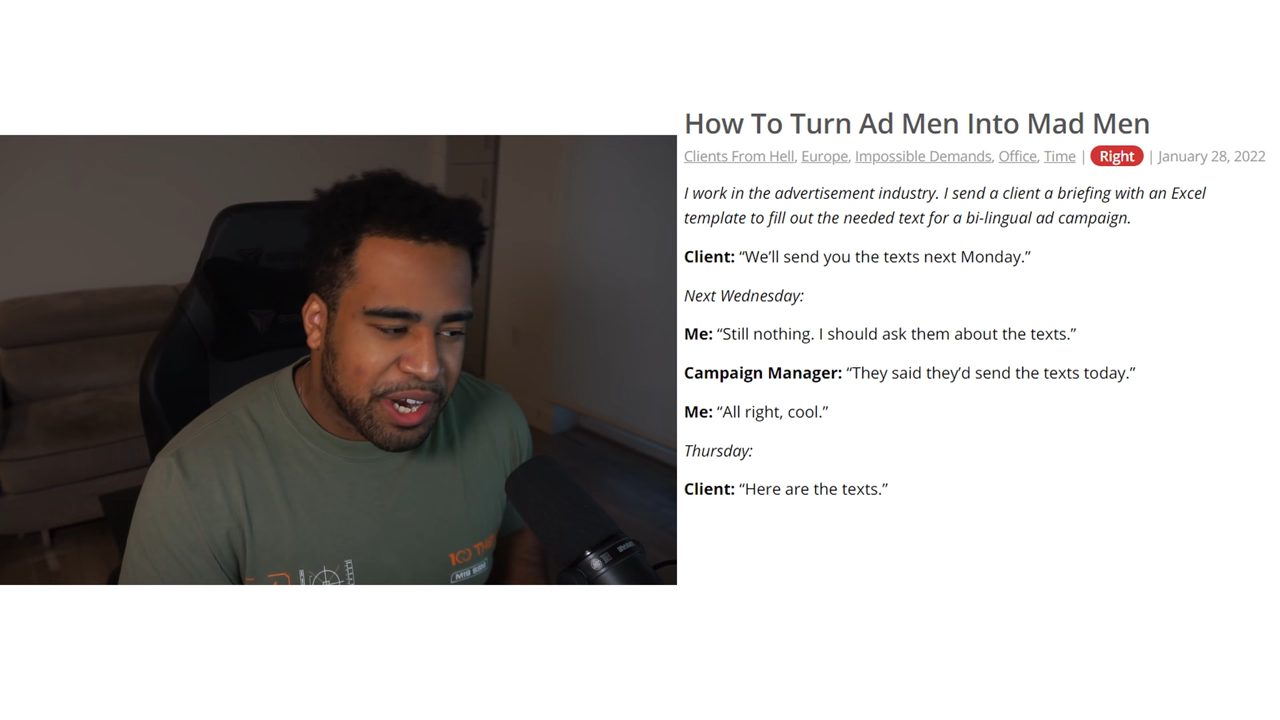 How To Turn Ad Men Into Mad Men
Clients From Hell, Europe, Impossible Demands, Office, Time | Right | January 28, 2022
I work in the advertisement industry. I send a client a briefing with an Excel
template to fill out the needed text for a bi-lingual ad campaign.
Client: “We’ll send you the texts next Monday.”
Next Wednesday:
Me: “Still nothing. I should ask them about the texts.”
Campaign Manager: “They said they’d send the texts today.”
Me: “All right, cool.”
Thursday:
Client: “Here are the texts.”